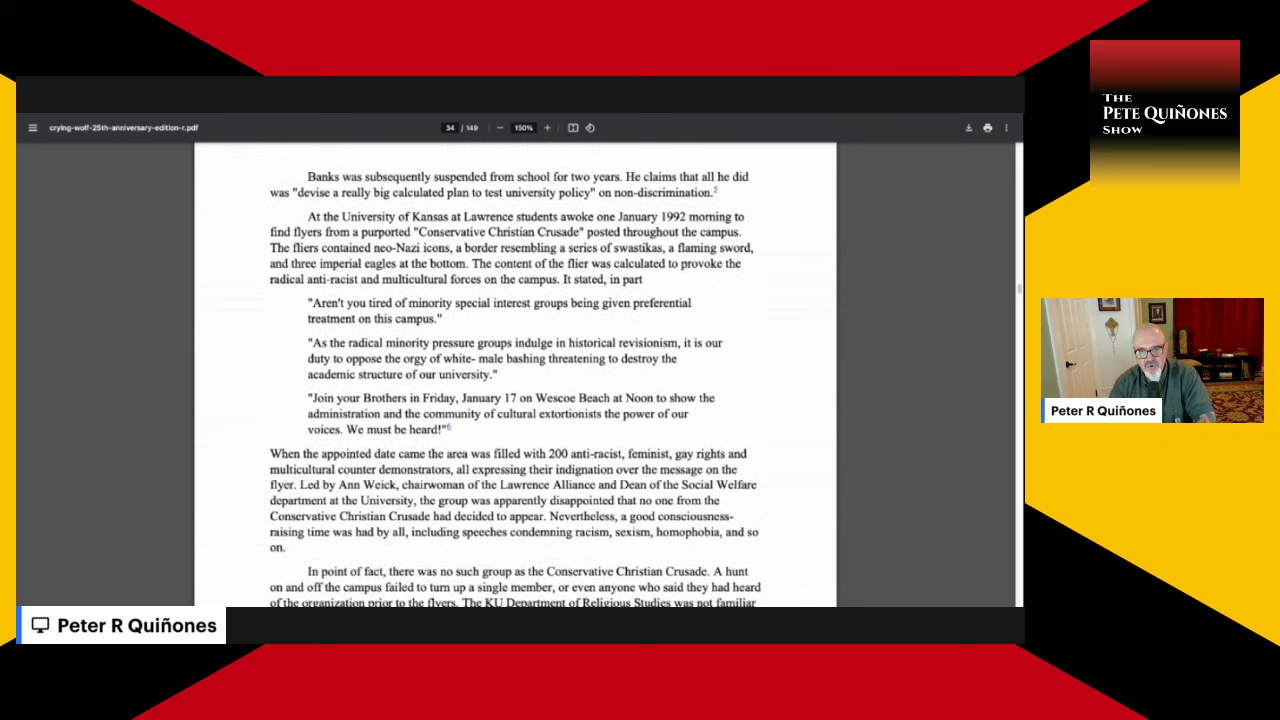 THE
PETE QUIÑONES
SHOW
crying-wolf-25th-anniversary-edition-r.pdf
34 / 149
150%
Banks was subsequently suspended from school for two years. He claims that all he did
was "devise a really big calculated plan to test university policy" on non-discrimination.5
At the University of Kansas at Lawrence students awoke one January 1992 morning to
find flyers from a purported "Conservative Christian Crusade" posted throughout the campus.
The fliers contained neo-Nazi icons, a border resembling a series of swastikas, a flaming sword,
and three imperial eagles at the bottom. The content of the flier was calculated to provoke the
radical anti-racist and multicultural forces on the campus. It stated, in part
"Aren't you tired of minority special interest groups being given preferential
treatment on this campus."
"As the radical minority pressure groups indulge in historical revisionism, it is our
duty to oppose the orgy of white- male bashing threatening to destroy the
academic structure of our university."
"Join your Brothers in Friday, January 17 on Wescoe Beach at Noon to show the
administration and the community of cultural extortionists the power of our
voices. We must be heard!"6
When the appointed date came the area was filled with 200 anti-racist, feminist, gay rights and
multicultural counter demonstrators, all expressing their indignation over the message on the
flyer. Led by Ann Weick, chairwoman of the Lawrence Alliance and Dean of the Social Welfare
department at the University, the group was apparently disappointed that no one from the
Conservative Christian Crusade had decided to appear. Nevertheless, a good consciousness-
raising time was had by all, including speeches condemning racism, sexism, homophobia, and so
on.
In point of fact, there was no such group as the Conservative Christian Crusade. A hunt
on and off the campus failed to turn up a single member, or even anyone who said they had heard
of the organization prior to the flyers. The KU Department of Religious Studies was not familiar
Peter R Quiñones
Peter R Quiñones